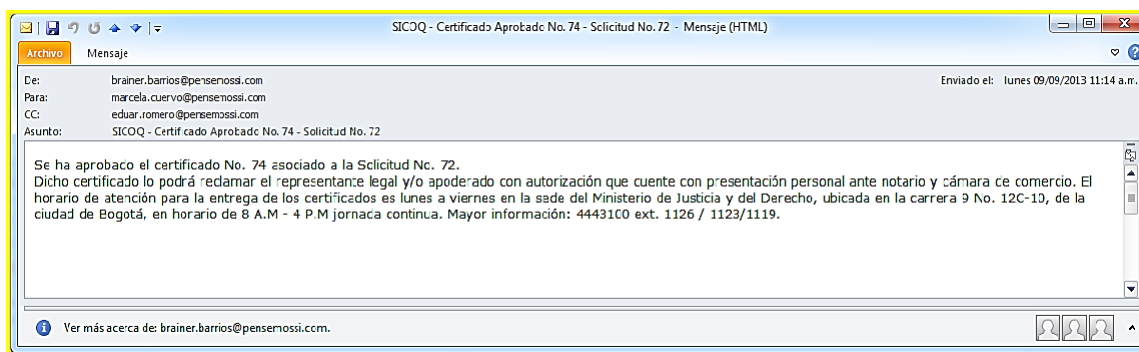 SICOQ - Certificado Aprobado No. 74 - Solicitud No. 72 - Mensaje (HTML)
Archivo Mensaje
De: brainer.barrios@pensemossi.com Enviado el: lunes 09/09/2013 11:14 a.m.
Para: marcela.cuervo@pensemossi.com
CC: eduar.romero@pensemossi.com
Asunto: SICOQ - Certificado Aprobado No. 74 - Solicitud No. 72
Se ha aprobado el certificado No. 74 asociado a la Solicitud No. 72.
Dicho certificado lo podrá reclamar el representante legal y/o apoderado con autorización que cuente con presentación personal ante notario y cámara de comercio. El
horario de atención para la entrega de los certificados es lunes a viernes en la sede del Ministerio de Justicia y del Derecho, ubicada en la carrera 9 No. 12C-10, de la
ciudad de Bogotá, en horario de 8 A.M - 4 P.M jornada continua. Mayor información: 4443100 ext. 1126 / 1123/1119.
Ver más acerca de: brainer.barrios@pensemossi.com.